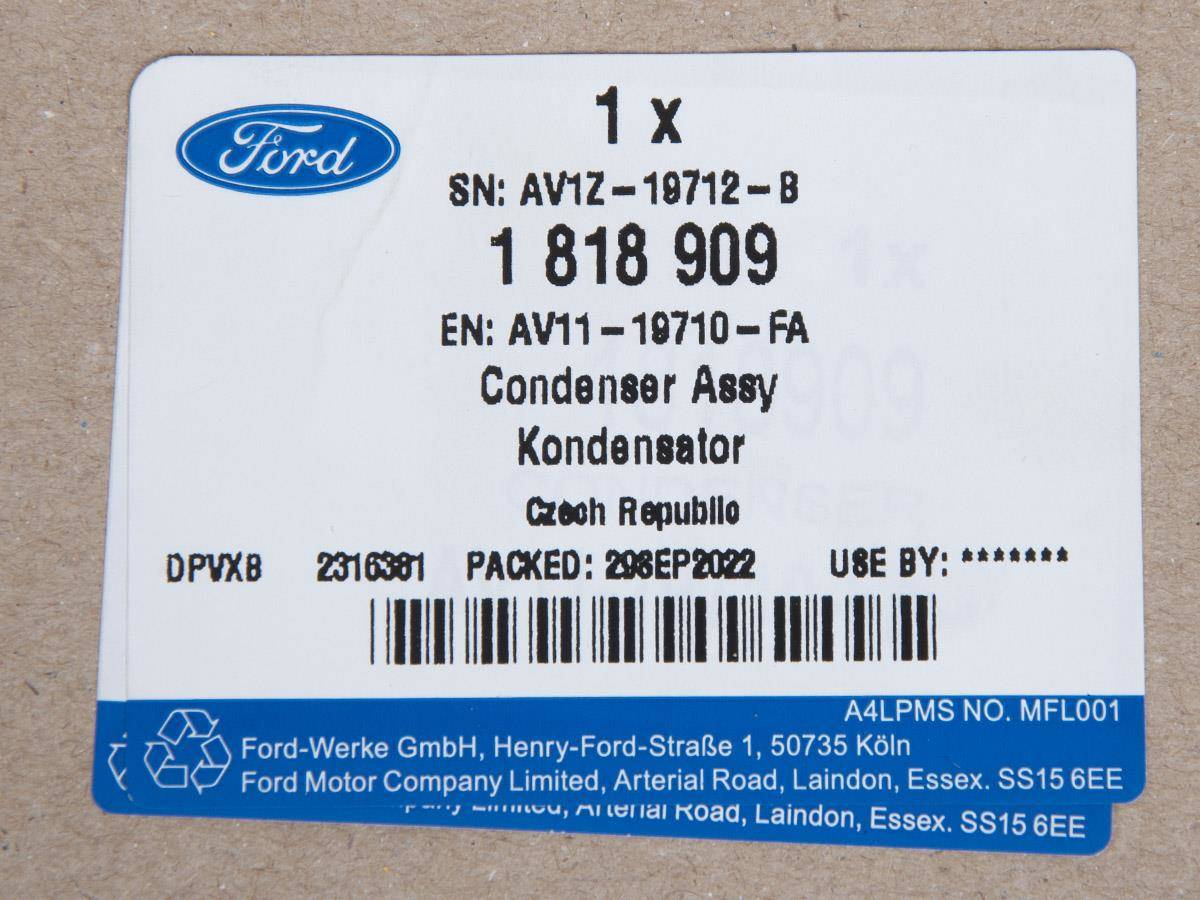 Ford
1 x
SN: AV1Z-19712-B
1 818 909
EN: AV11-19710-FA
Condenser Assy
Kondensator
Czech Republic
DPVXB 2316381 PACKED: 29SEP2022 USE BY: *******
A4LPMS NO. MFL001
Ford-Werke GmbH, Henry-Ford-Straße 1, 50735 Köln
Ford Motor Company Limited, Arterial Road, Laindon, Essex. SS15 6EE
Limited, Arterial Road, Laindon, Essex. SS15 6EE